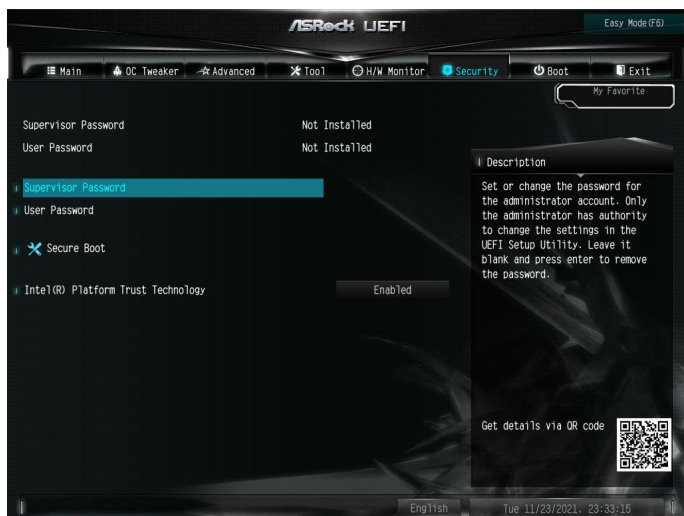 ASRock UEFI
Easy Mode(F6)
Main
OC Tweaker
Advanced
Tool
H/W Monitor
Security
Boot
Exit
My Favorite
Supervisor Password Not Installed
User Password Not Installed
Supervisor Password
User Password
Secure Boot
Intel(R) Platform Trust Technology Enabled
Description
Set or change the password for
the administrator account. Only
the administrator has authority
to change the settings in the
UEFI Setup Utility. Leave it
blank and press enter to remove
the password.
Get details via QR code
English
Tue 11/23/2021. 23:33:15